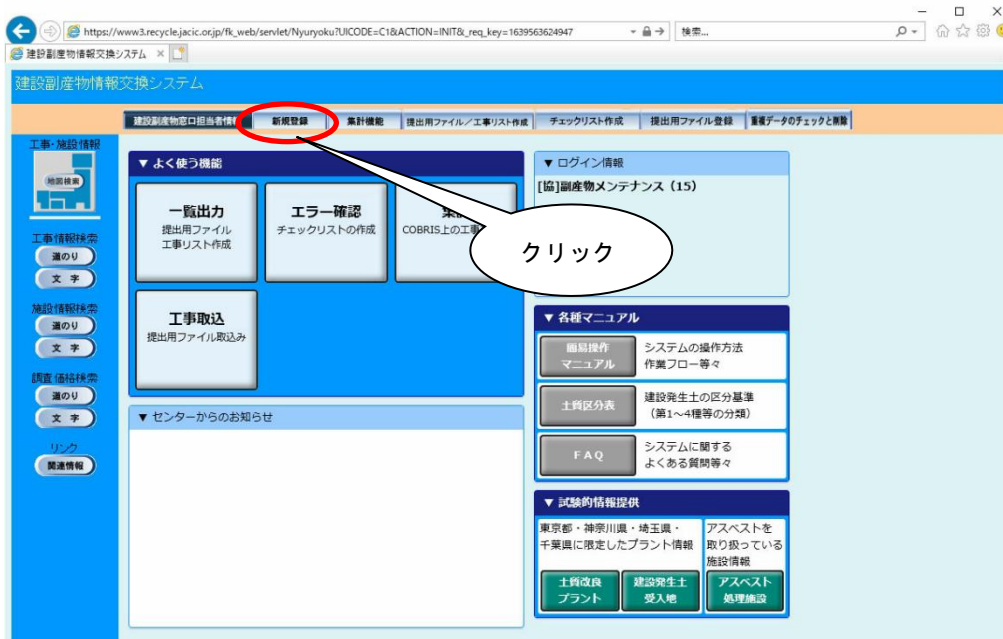 https://www3.recycle.jacic.or.jp/fk_web/servlet/Nyuryoku?UICODE=C1&ACTION=INIT&_req_key=1639563624947
検索...
建設副産物情報交換システム
建設副産物情報交換システム
建設副産物窓口担当者情
新規登録
集計機能
提出用ファイル/工事リスト作成
チェックリスト作成
提出用ファイル登録
重複データのチェックと削除
工事・施設情報
地図検索
工事情報検索
道のり
文 字
施設情報検索
道のり
文 字
調査価格検索
道のり
文 字
リンク
関連情報
▼ よく使う機能
一覧出力
提出用ファイル
工事リスト作成
エラー確認
チェックリストの作成
COBRIS上の工事
工事取込
提出用ファイル取込み
クリック
▼ センターからのお知らせ
▼ ログイン情報
[協]副産物メンテナンス(15)
▼ 各種マニュアル
簡易操作
マニュアル
システムの操作方法
作業フロー等々
土質区分表
建設発生土の区分基準
(第1~4種等の分類)
FAQ
システムに関する
よくある質問等々
▼ 試験的情報提供
東京都・神奈川県・埼玉県・
千葉県に限定したプラント情報
アスベストを
取り扱っている
施設情報
土質改良
プラント
建設発生土
受入地
アスベスト
処理施設